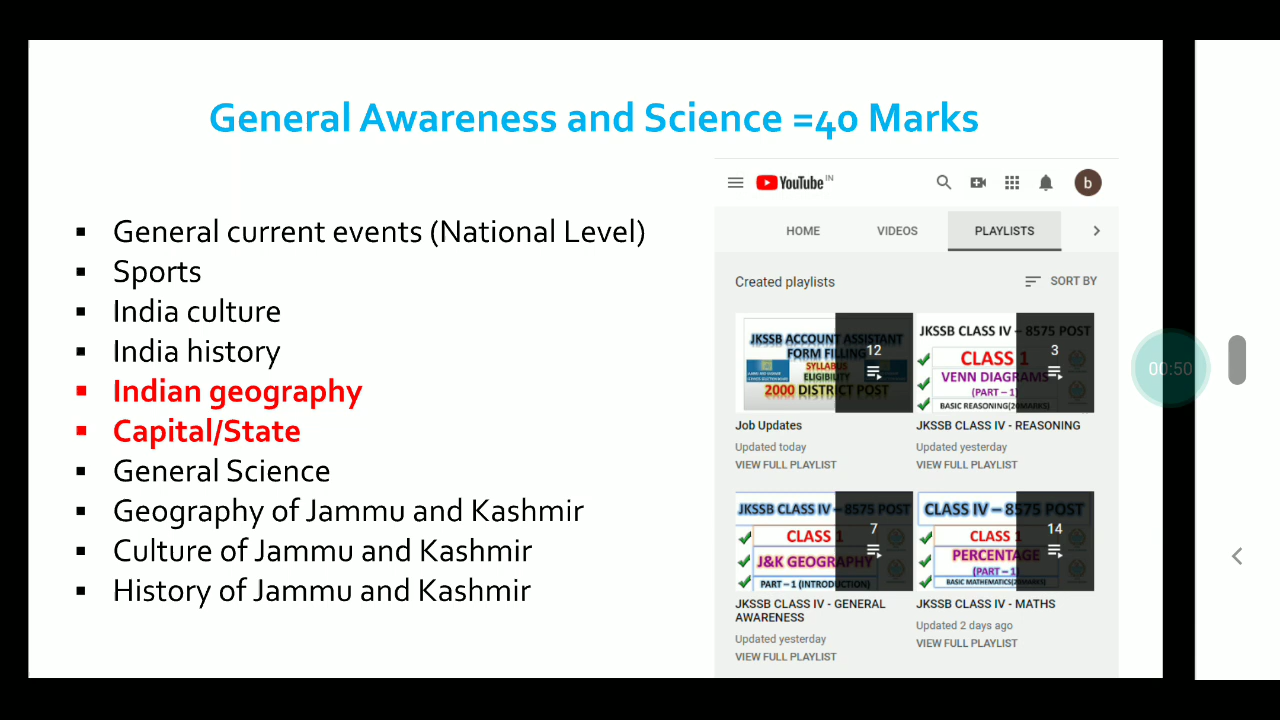 General Awareness and Science =40 Marks
▪ General current events (National Level)
▪ Sports
▪ India culture
▪ India history
▪ Indian geography
▪ Capital/State
▪ General Science
▪ Geography of Jammu and Kashmir
▪ Culture of Jammu and Kashmir
▪ History of Jammu and Kashmir
YouTube IN
b
HOME VIDEOS PLAYLISTS
Created playlists SORT BY
JKSSB ACCOUNT ASSISTANT
FORM FILLING
SYLLABUS
ELIGIBILITY
2000 DISTRICT POST
12
Job Updates
Updated today
VIEW FULL PLAYLIST
JKSSB CLASS IV – 8575 POST
CLASS 1
VENN DIAGRAMS
(PART – 1)
BASIC REASONING(20MARKS)
3
JKSSB CLASS IV - REASONING
Updated yesterday
VIEW FULL PLAYLIST
JKSSB CLASS IV – 8575 POST
CLASS 1
J&K GEOGRAPHY
PART – 1 (INTRODUCTION)
7
JKSSB CLASS IV - GENERAL
AWARENESS
Updated yesterday
VIEW FULL PLAYLIST
CLASS IV – 8575 POST
CLASS 1
PERCENTAGE
(PART – 1)
BASIC MATHEMATICS(20MARKS)
14
JKSSB CLASS IV - MATHS
Updated 2 days ago
VIEW FULL PLAYLIST
00:50